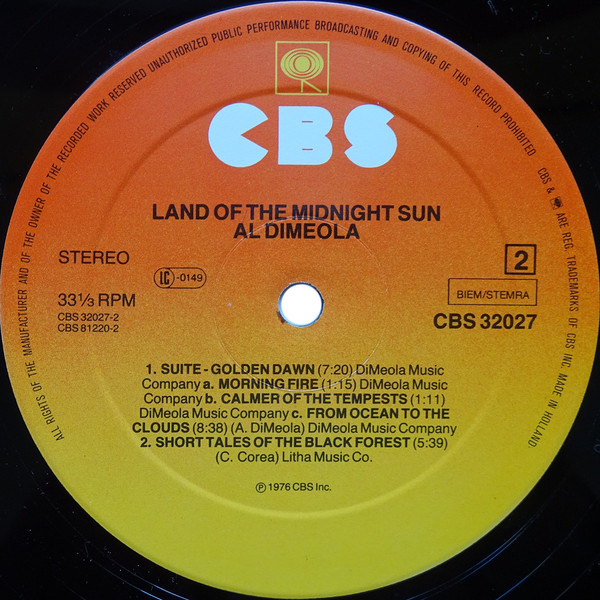 ALL RIGHTS OF THE MANUFACTURER AND OF THE OWNER OF THE RECORDED WORK RESERVED UNAUTHORIZED PUBLIC PERFORMANCE BROADCASTING AND COPYING OF THIS RECORD PROHIBITED
CBS & ARE REG. TRADEMARKS OF CBS INC. MADE IN HOLLAND.
CBS
LAND OF THE MIDNIGHT SUN
AL DIMEOLA
STEREO
2
LC-0149
BIEM/STEMRA
33⅓ RPM
CBS 32027-2
CBS 81220-2
CBS 32027
1. SUITE - GOLDEN DAWN (7:20) DiMeola Music
Company a. MORNING FIRE (1:15) DiMeola Music
Company b. CALMER OF THE TEMPESTS (1:11)
DiMeola Music Company c. FROM OCEAN TO THE
CLOUDS (8:38) (A. DiMeola) DiMeola Music Company
2. SHORT TALES OF THE BLACK FOREST (5:39)
(C. Corea) Litha Music Co.
℗ 1976 CBS Inc.